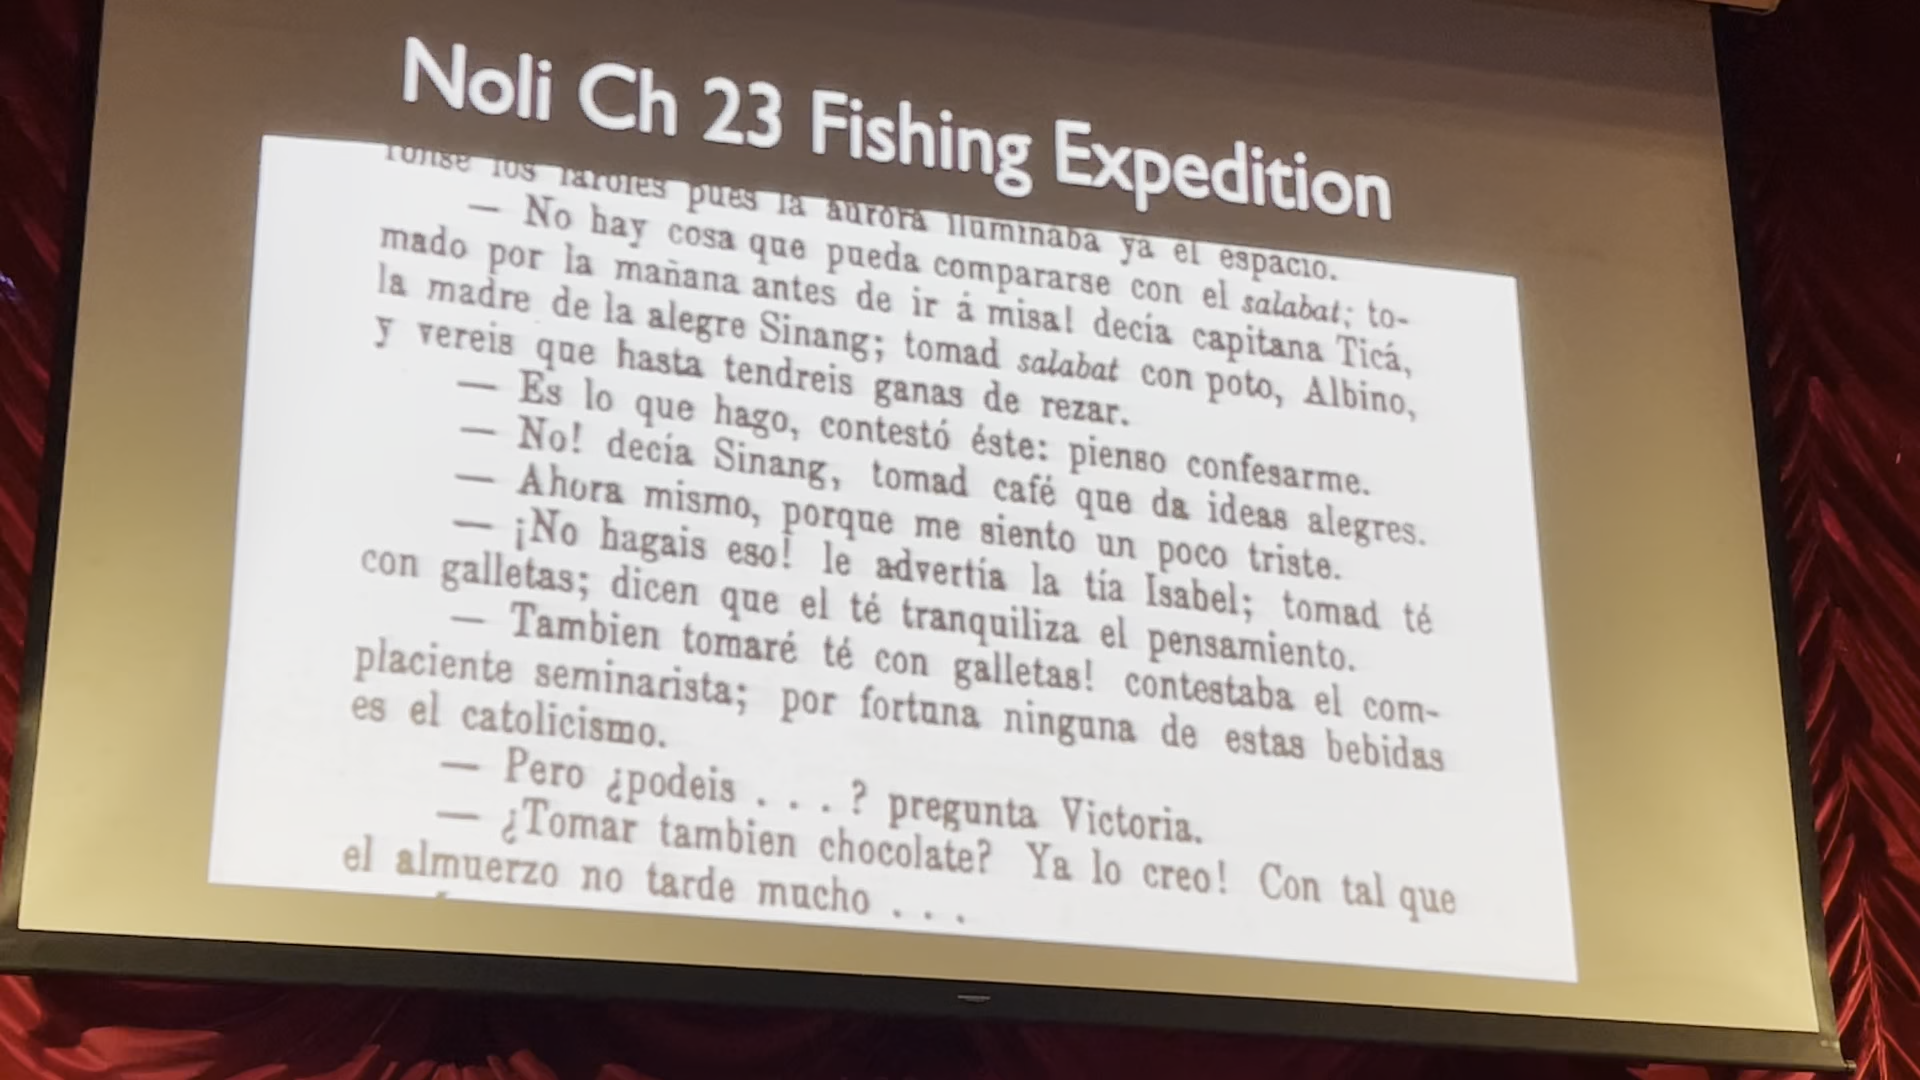 Noli Ch 23 Fishing Expedition
ronse los faroles pues la aurora iluminaba ya el espacio.
— No hay cosa que pueda compararse con el salabat; to-
mado por la mañana antes de ir á misa! decía capitana Ticá,
la madre de la alegre Sinang; tomad salabat con poto, Albino,
y vereis que hasta tendreis ganas de rezar.
— Es lo que hago, contestó éste: pienso confesarme.
— No! decía Sinang, tomad café que da ideas alegres.
— Ahora mismo, porque me siento un poco triste.
— ¡No hagais eso! le advertía la tía Isabel; tomad té
con galletas; dicen que el té tranquiliza el pensamiento.
— Tambien tomaré té con galletas! contestaba el com-
placiente seminarista; por fortuna ninguna de estas bebidas
es el catolicismo.
— Pero ¿podeis . . . ? pregunta Victoria.
— ¿Tomar tambien chocolate? Ya lo creo! Con tal que
el almuerzo no tarde mucho . . .